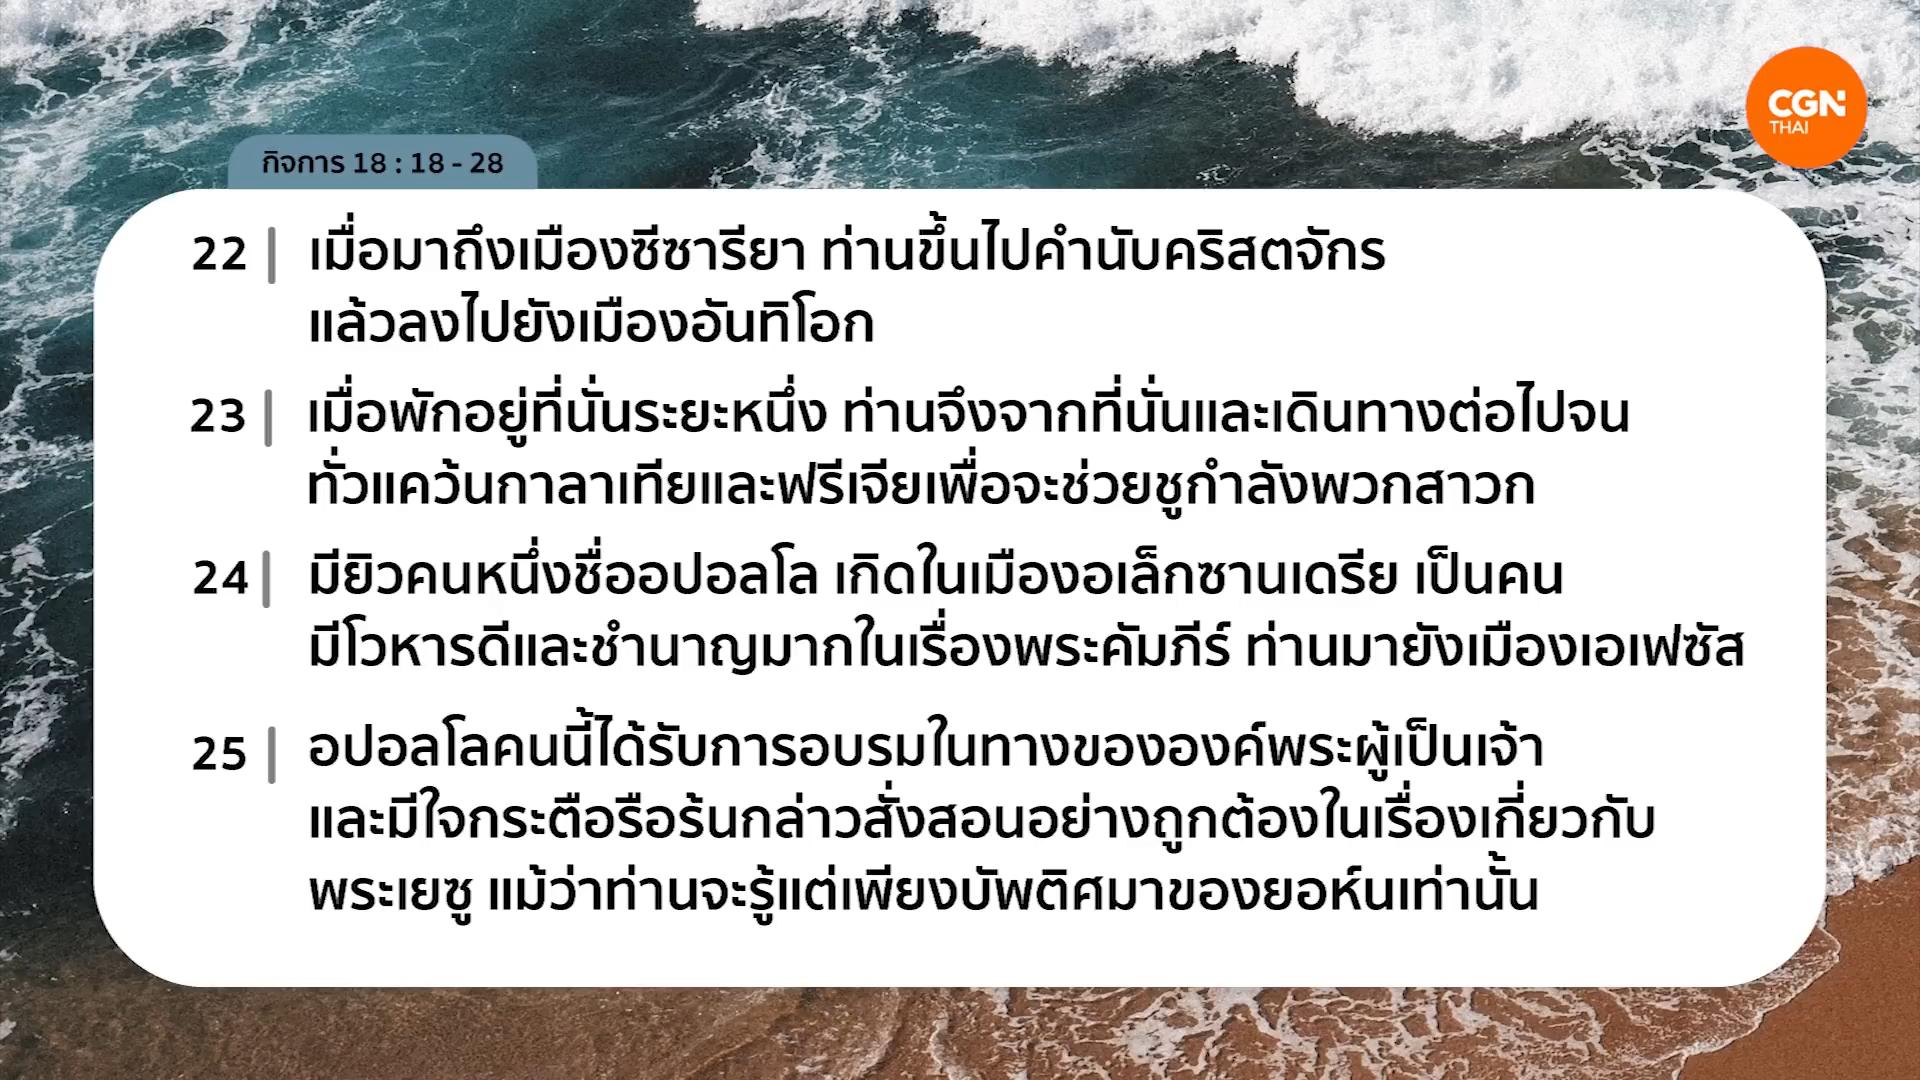 CGN
THAI
กิจการ 18 : 18 - 28
22 | เมื่อมาถึงเมืองซีซารียา ท่านขึ้นไปคำนับคริสตจักร
แล้วลงไปยังเมืองอันทิโอก
23 | เมื่อพักอยู่ที่นั่นระยะหนึ่ง ท่านจึงจากที่นั่นและเดินทางต่อไปจน
ทั่วแคว้นกาลาเทียและฟรีเจียเพื่อจะช่วยชูกำลังพวกสาวก
24 | มียิวคนหนึ่งชื่ออปอลโล เกิดในเมืองอเล็กซานเดรีย เป็นคน
มีโวหารดีและชำนาญมากในเรื่องพระคัมภีร์ ท่านมายังเมืองเอเฟซัส
25 | อปอลโลคนนี้ได้รับการอบรมในทางขององค์พระผู้เป็นเจ้า
และมีใจกระตือรือร้นกล่าวสั่งสอนอย่างถูกต้องในเรื่องเกี่ยวกับ
พระเยซู แม้ว่าท่านจะรู้แต่เพียงบัพติศมาของยอห์นเท่านั้น